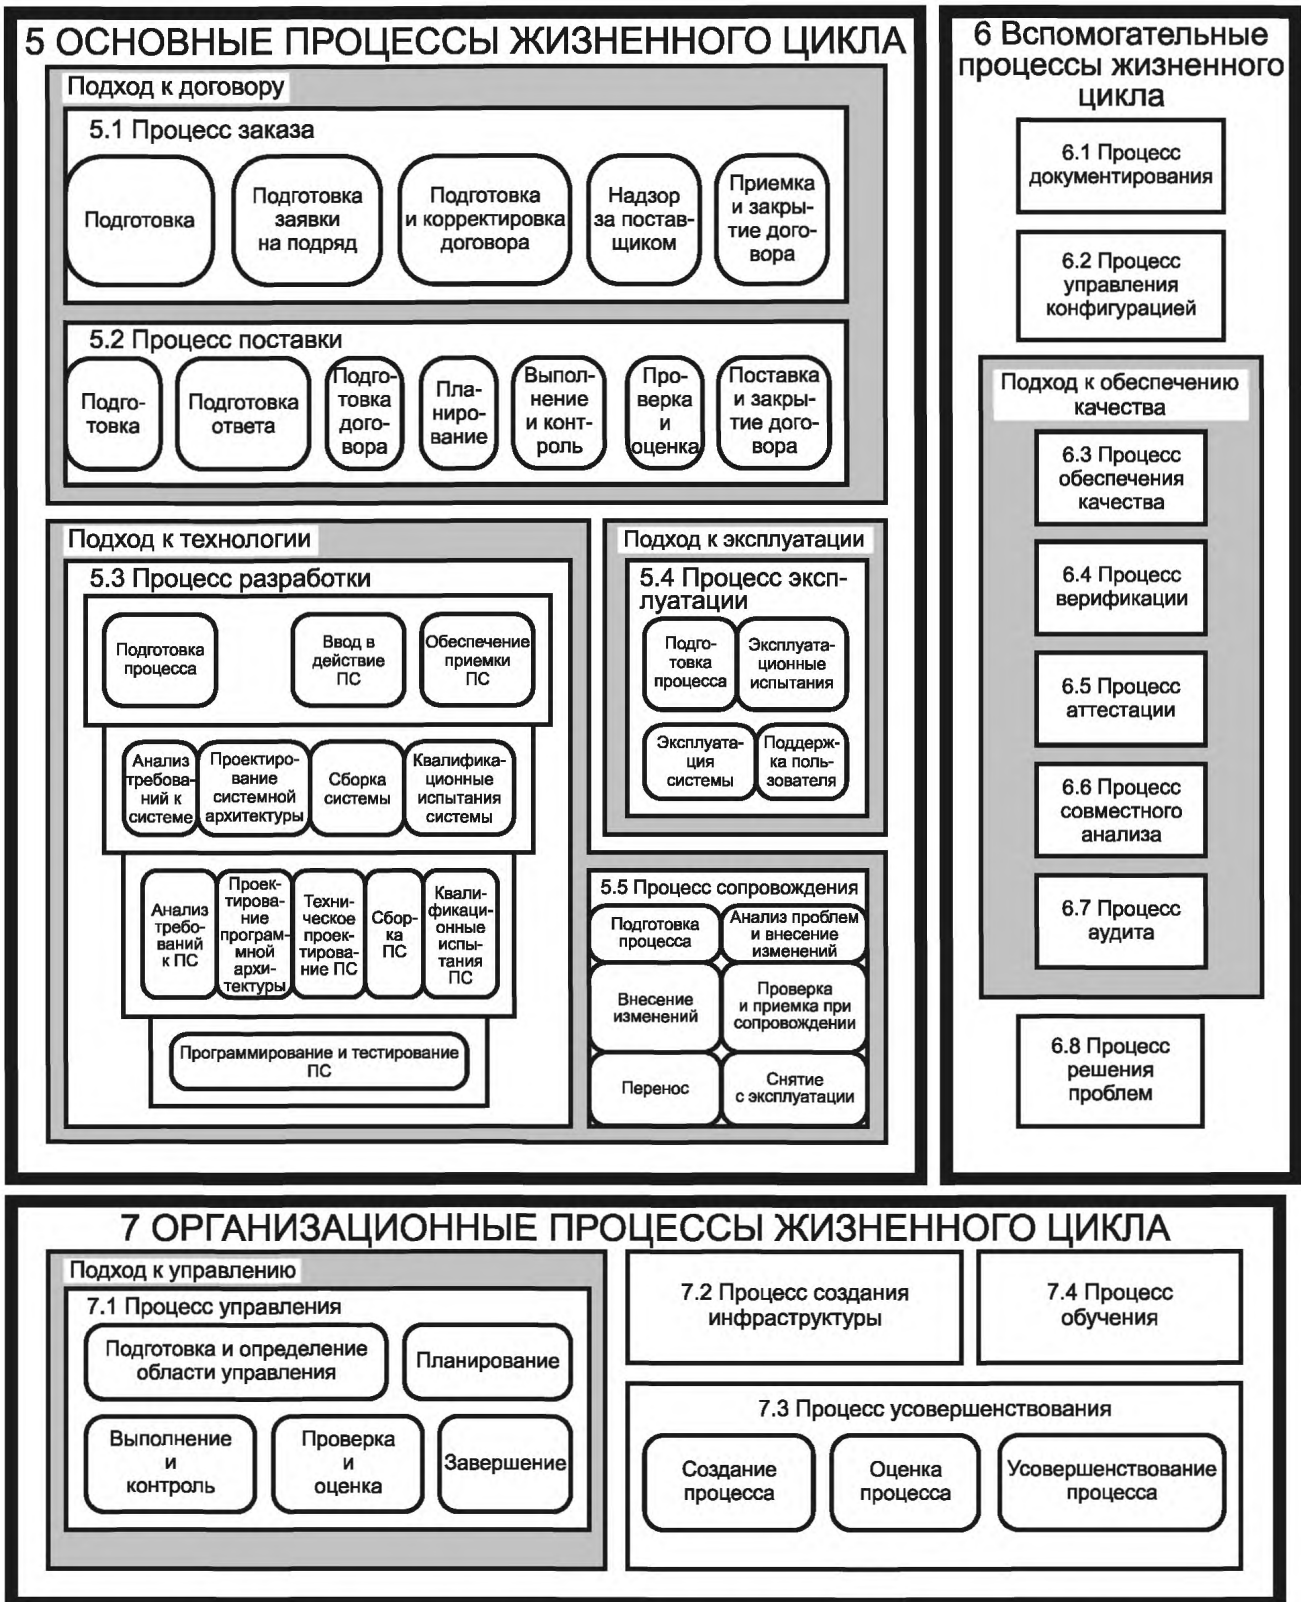 5 ОСНОВНЫЕ ПРОЦЕССЫ ЖИЗНЕННОГО ЦИКЛА
Подход к договору
5.1 Процесс заказа
Подготовка
Подготовка
заявки
на подряд
Подготовка
и корректировка
договора
Надзор
за постав-
щиком
Приемка
и закры-
тие дого-
вора
5.2 Процесс поставки
Подго-
товка
Подготовка
ответа
Подго-
товка
дого-
вора
Пла-
ниро-
вание
Выпол-
нение
и конт-
роль
Про-
верка
и
оценка
Поставка
и закры-
тие дого-
вора
Подход к технологии
5.3 Процесс разработки
Подготовка
процесса
Ввод в
действие
ПС
Обеспечение
приемки
ПС
Анализ
требова-
ний к
системе
Проектиро-
вание
системной
архитектуры
Сборка
системы
Квалифика-
ционные
испытания
системы
Анализ
требо-
ваний
к ПС
Проек-
тирова-
ние
програм-
мной
архи-
тектуры
Техни-
ческое
проек-
тирова-
ние ПС
Сбор-
ка
ПС
Квали-
фикаци-
онные
испы-
тания
ПС
Программирование и тестирование
ПС
Подход к эксплуатации
5.4 Процесс эксп-
луатации
Подго-
товка
процесса
Эксплуата-
ционные
испытания
Эксплуата-
ция
системы
Поддерж-
ка поль-
зователя
5.5 Процесс сопровождения
Подготовка
процесса
Анализ проблем
и внесение
изменений
Внесение
изменений
Проверка
и приемка при
сопровождении
Перенос
Снятие
с эксплуатации
6 Вспомогательные
процессы жизненного
цикла
6.1 Процесс
документирования
6.2 Процесс
управления
конфигурацией
Подход к обеспечению
качества
6.3 Процесс
обеспечения
качества
6.4 Процесс
верификации
6.5 Процесс
аттестации
6.6 Процесс
совместного
анализа
6.7 Процесс
аудита
6.8 Процесс
решения
проблем
7 ОРГАНИЗАЦИОННЫЕ ПРОЦЕССЫ ЖИЗНЕННОГО ЦИКЛА
Подход к управлению
7.1 Процесс управления
Подготовка и определение
области управления
Планирование
Выполнение
и
контроль
Проверка
и
оценка
Завершение
7.2 Процесс создания
инфраструктуры
7.4 Процесс
обучения
7.3 Процесс усовершенствования
Создание
процесса
Оценка
процесса
Усовершенствование
процесса